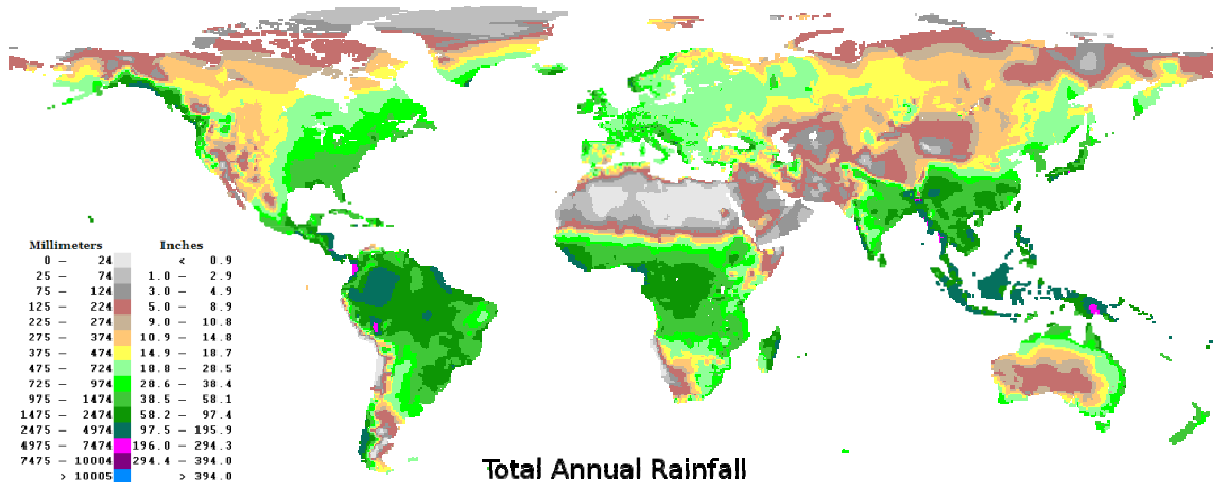 Millimeters Inches
0 – 24 < 0.9
25 – 74 1.0 – 2.9
75 – 124 3.0 – 4.9
125 – 224 5.0 – 8.9
225 – 274 9.0 – 10.8
275 – 374 10.9 – 14.8
375 – 474 14.9 – 18.7
475 – 724 18.8 – 28.5
725 – 974 28.6 – 38.4
975 – 1474 38.5 – 58.1
1475 – 2474 58.2 – 97.4
2475 – 4974 97.5 – 195.9
4975 – 7474 196.0 – 294.3
7475 – 10004 294.4 – 394.0
> 10005 > 394.0
Total Annual Rainfall